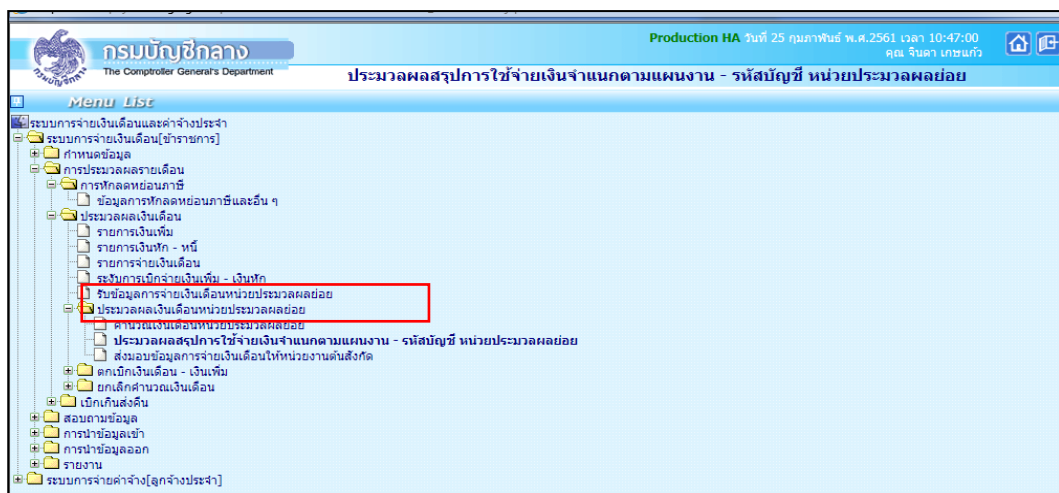 Production HA วันที่ 25 กุมภาพันธ์ พ.ศ.2561 เวลา 10:47:00
กรมบัญชีกลาง
คุณ จินดา เกษแก้ว
The Comptroller General's Department
ประมวลผลสรุปการใช้จ่ายเงินจำแนกตามแผนงาน - รหัสบัญชี หน่วยประมวลผลย่อย
Menu List
ระบบการจ่ายเงินเดือนและค่าจ้างประจำ
ระบบการจ่ายเงินเดือน[ข้าราชการ]
กำหนดข้อมูล
การประมวลผลรายเดือน
การหักลดหย่อนภาษี
ข้อมูลการหักลดหย่อนภาษีและอื่น ๆ
ประมวลผลเงินเดือน
รายการเงินเพิ่ม
รายการเงินหัก - หนี้
รายการจ่ายเงินเดือน
ระงับการเบิกจ่ายเงินเพิ่ม - เงินหัก
รับข้อมูลการจ่ายเงินเดือนหน่วยประมวลผลย่อย
ประมวลผลเงินเดือนหน่วยประมวลผลย่อย
คำนวณเงินเดือนหน่วยประมวลผลย่อย
ประมวลผลสรุปการใช้จ่ายเงินจำแนกตามแผนงาน - รหัสบัญชี หน่วยประมวลผลย่อย
ส่งมอบข้อมูลการจ่ายเงินเดือนให้หน่วยงานต้นสังกัด
ตกเบิกเงินเดือน - เงินเพิ่ม
ยกเลิกคำนวณเงินเดือน
เบิกเกินส่งคืน
สอบถามข้อมูล
การนำข้อมูลเข้า
การนำข้อมูลออก
รายงาน
ระบบการจ่ายค่าจ้าง[ลูกจ้างประจำ]